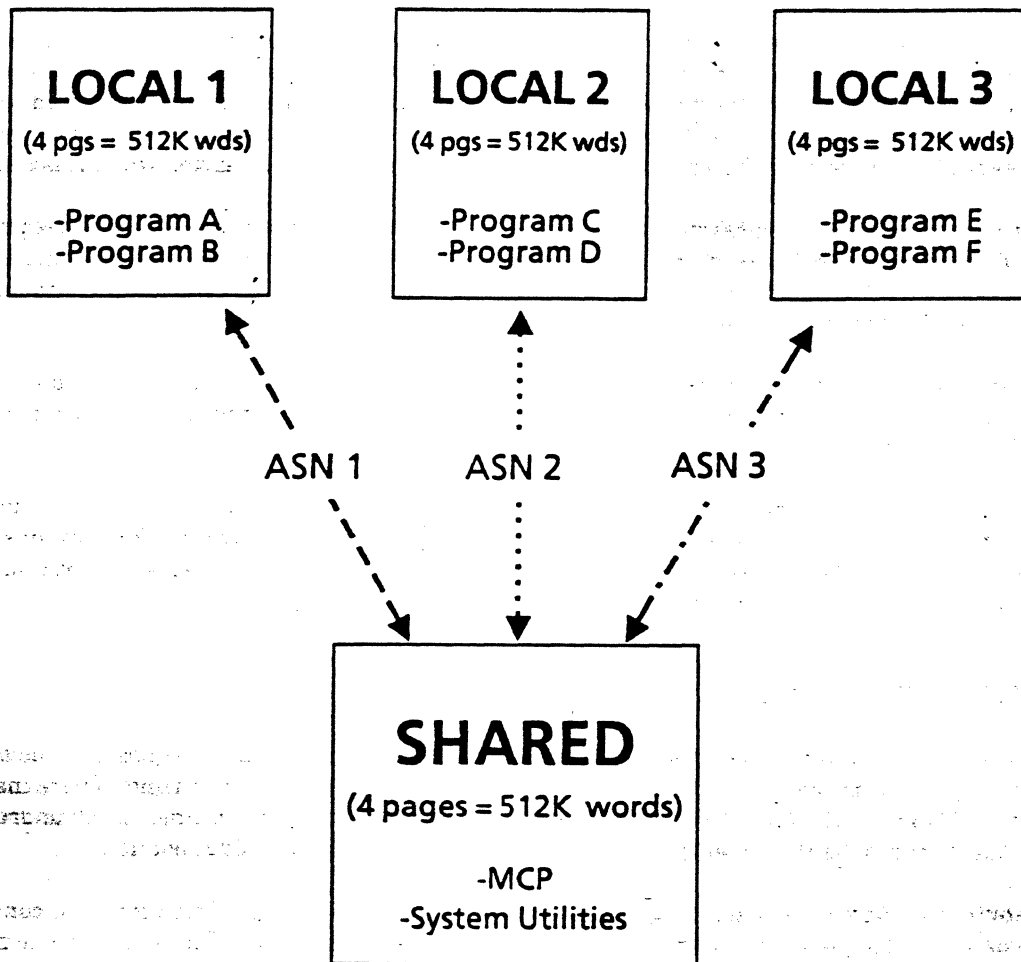 LOCAL 1
(4 pgs = 512K wds)
-Program A
-Program B
LOCAL 2
(4 pgs = 512K wds)
-Program C
-Program D
LOCAL 3
(4 pgs = 512K wds)
-Program E
-Program F
ASN 1
ASN 2
ASN 3
SHARED
(4 pages = 512K words)
-MCP
-System Utilities